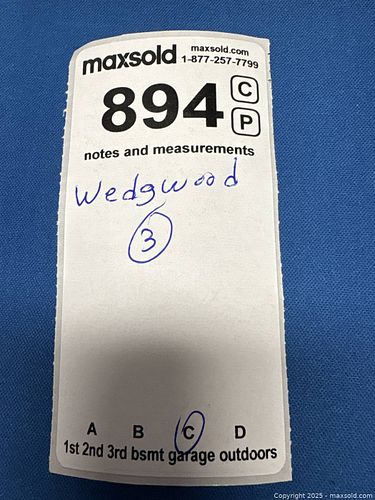 maxsold maxsold.com
1-877-257-7799
894 C
P
notes and measurements
Wedgwood
3
A B C D
1st 2nd 3rd bsmt garage outdoors
Copyright © 2025 - maxsold.com